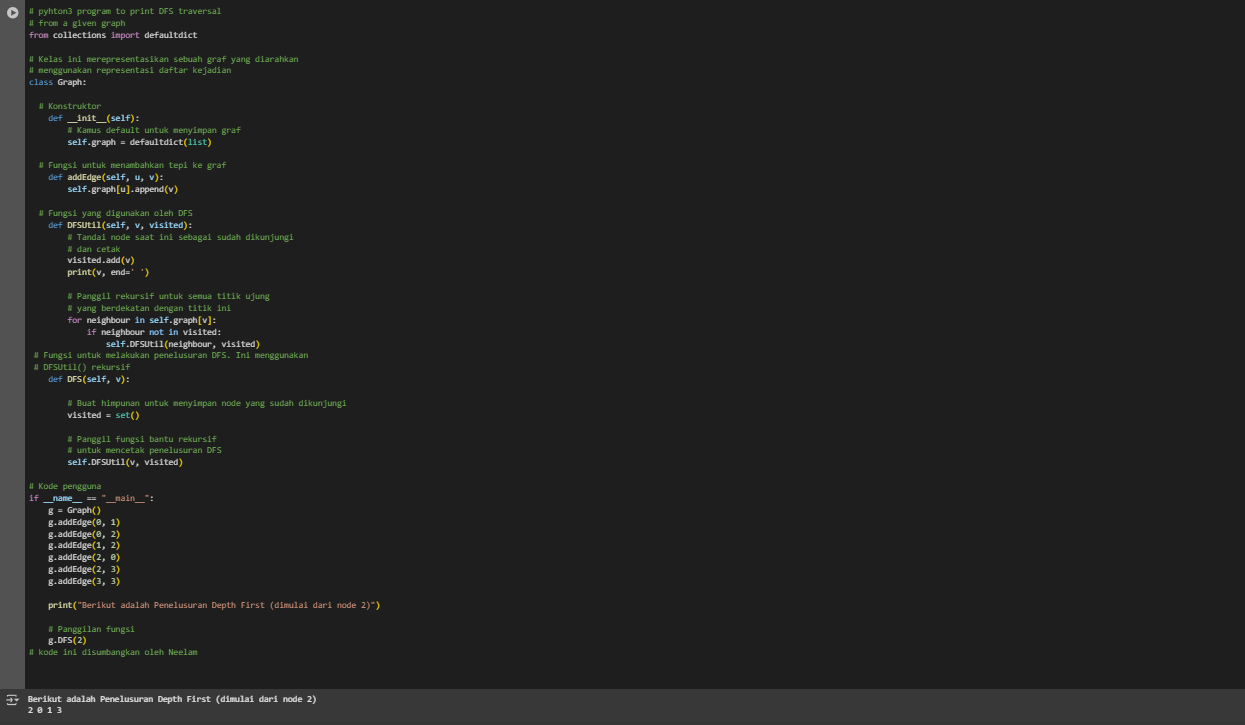 # pyhton3 program to print DFS traversal
# from a given graph
from collections import defaultdict
# Kelas ini merepresentasikan sebuah graf yang diarahkan
# menggunakan representasi daftar kejadian
class Graph:
# Konstruktor
def __init__(self):
# Kamus default untuk menyimpan graf
self.graph = defaultdict(list)
# Fungsi untuk menambahkan tepi ke graf
def addEdge(self, u, v):
self.graph[u].append(v)
# Fungsi yang digunakan oleh DFS
def DFSUtil(self, v, visited):
# Tandai node saat ini sebagai sudah dikunjungi
# dan cetak
visited.add(v)
print(v, end=' ')
# Panggil rekursif untuk semua titik ujung
# yang berdekatan dengan titik ini
for neighbour in self.graph[v]:
if neighbour not in visited:
self.DFSUtil(neighbour, visited)
# Fungsi untuk melakukan penelusuran DFS. Ini menggunakan
# DFSUtil() rekursif
def DFS(self, v):
# Buat himpunan untuk menyimpan node yang sudah dikunjungi
visited = set()
# Panggil fungsi bantu rekursif
# untuk mencetak penelusuran DFS
self.DFSUtil(v, visited)
# Kode pengguna
if __name__ == "__main__":
g = Graph()
g.addEdge(0, 1)
g.addEdge(0, 2)
g.addEdge(1, 2)
g.addEdge(2, 0)
g.addEdge(2, 3)
g.addEdge(3, 3)
print("Berikut adalah Penelusuran Depth First (dimulai dari node 2)")
# Panggilan fungsi
g.DFS(2)
# kode ini disumbangkan oleh Neelam
Berikut adalah Penelusuran Depth First (dimulai dari node 2)
2 0 1 3